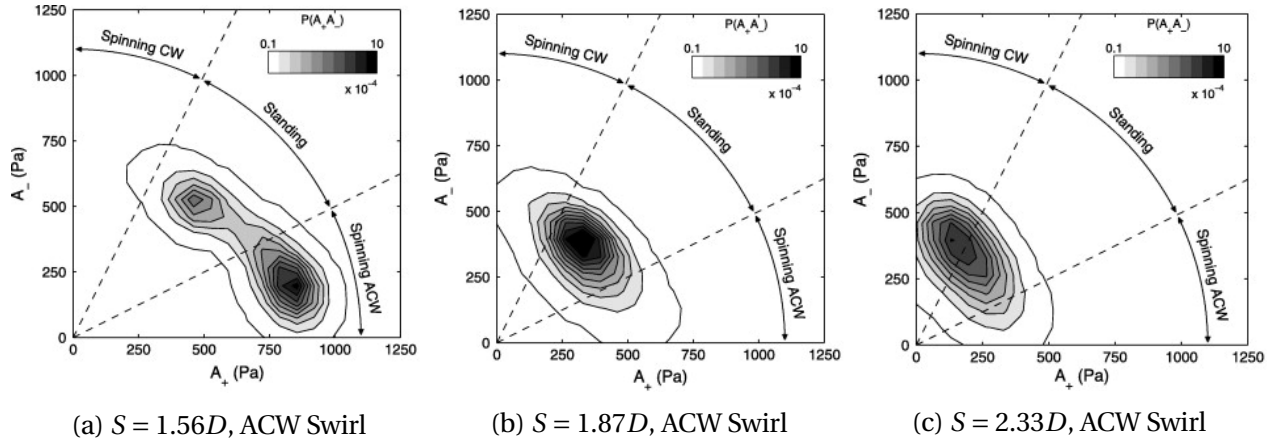 P(A₊A₋)
0.1 10
x 10⁻⁴
Spinning CW
Standing
Spinning ACW
1250
1000
750
500
250
0
A₋ (Pa)
0 250 500 750 1000 1250
A₊ (Pa)
(a) S = 1.56D, ACW Swirl
P(A₊A₋)
0.1 10
x 10⁻⁴
Spinning CW
Standing
Spinning ACW
1250
1000
750
500
250
0
A₋ (Pa)
0 250 500 750 1000 1250
A₊ (Pa)
(b) S = 1.87D, ACW Swirl
P(A₊A₋)
0.1 10
x 10⁻⁴
Spinning CW
Standing
Spinning ACW
1250
1000
750
500
250
0
A₋ (Pa)
0 250 500 750 1000 1250
A₊ (Pa)
(c) S = 2.33D, ACW Swirl